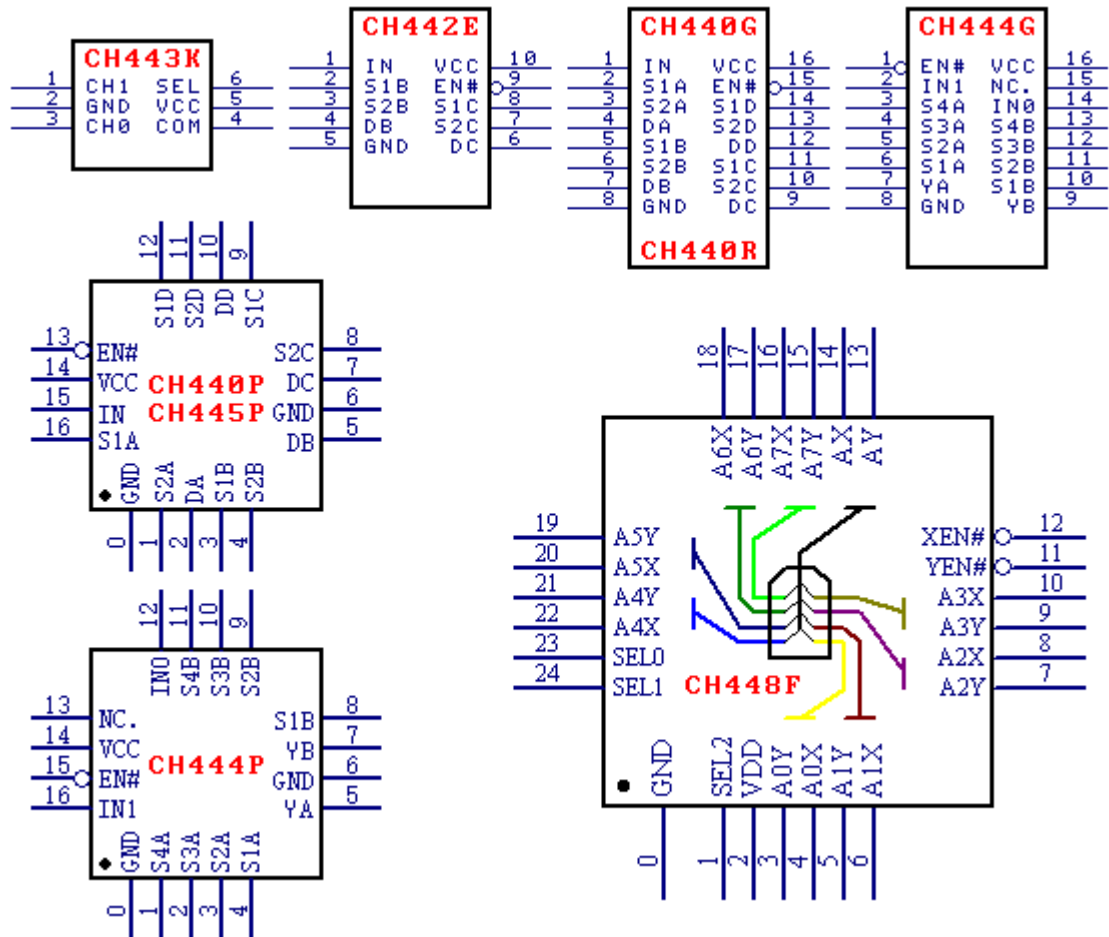 CH443K
1 CH1 SEL 6
2 GND VCC 5
3 CH0 COM 4
CH442E
1 IN VCC 10
2 S1B EN# 9
3 S2B S1C 8
4 DB S2C 7
5 GND DC 6
CH440G
1 IN VCC 16
2 S1A EN# 15
3 S2A S1D 14
4 DA S2D 13
5 S1B DD 12
6 S2B S1C 11
7 DB S2C 10
8 GND DC 9
CH440R
CH444G
1 EN# VCC 16
2 IN1 NC. 15
3 S4A IN0 14
4 S3A S4B 13
5 S2A S3B 12
6 S1A S2B 11
7 YA S1B 10
8 GND YB 9
12 11 10 9
S1D S2D DD S1C
13 EN# S2C 8
14 VCC CH440P DC 7
15 IN CH445P GND 6
16 S1A DB 5
GND S2A DA S1B S2B
0 1 2 3 4
12 11 10 9
IN0 S4B S3B S2B
13 NC. S1B 8
14 VCC YB 7
15 EN# CH444P GND 6
16 IN1 YA 5
GND S4A S3A S2A S1A
0 1 2 3 4
18 17 16 15 14 13
A6X A6Y A7X A7Y AX AY
19 A5Y XEN# 12
20 A5X YEN# 11
21 A4Y A3X 10
22 A4X A3Y 9
23 SEL0 A2X 8
24 SEL1 CH448F A2Y 7
GND SEL2 VDD A0Y A0X A1Y A1X
0 1 2 3 4 5 6